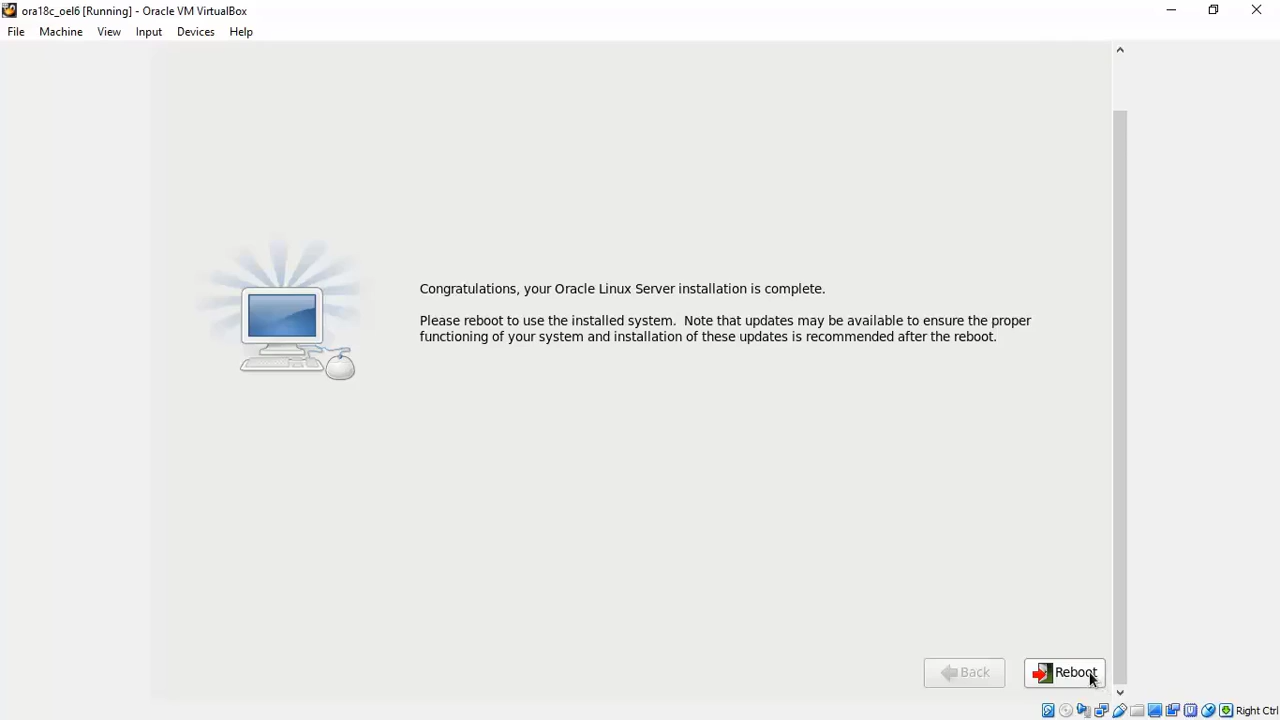 ora18c_oel6 [Running] - Oracle VM VirtualBox
File Machine View Input Devices Help
Congratulations, your Oracle Linux Server installation is complete.
Please reboot to use the installed system.  Note that updates may be available to ensure the proper
functioning of your system and installation of these updates is recommended after the reboot.
Back Reboot
Right Ctrl